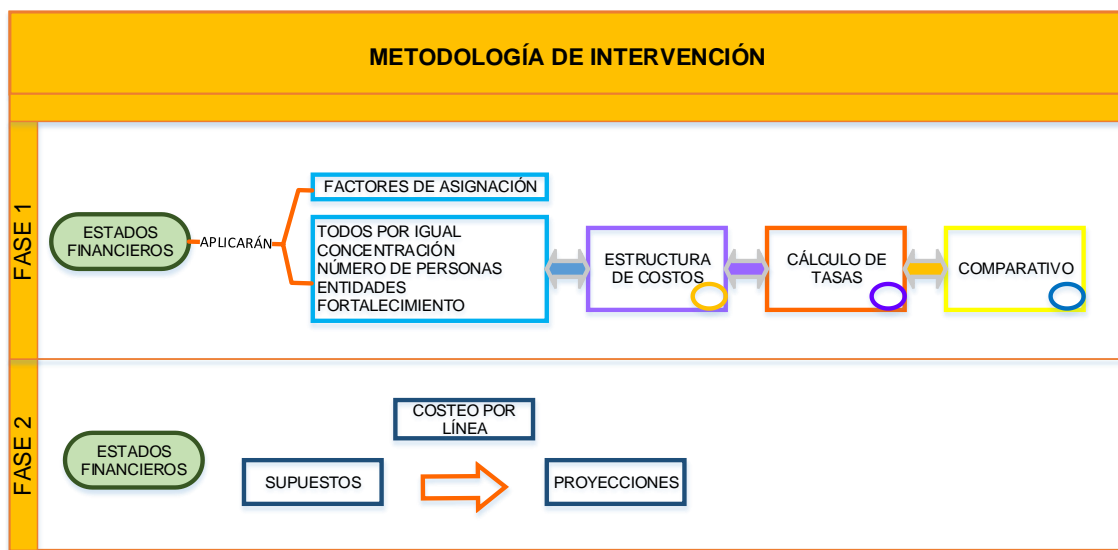 METODOLOGÍA DE INTERVENCIÓN
FASE 1
ESTADOS
FINANCIEROS
APLICARÁN
FACTORES DE ASIGNACIÓN
TODOS POR IGUAL
CONCENTRACIÓN
NÚMERO DE PERSONAS
ENTIDADES
FORTALECIMIENTO
ESTRUCTURA
DE COSTOS
CÁLCULO DE
TASAS
COMPARATIVO
FASE 2
ESTADOS
FINANCIEROS
SUPUESTOS
COSTEO POR
LÍNEA
PROYECCIONES